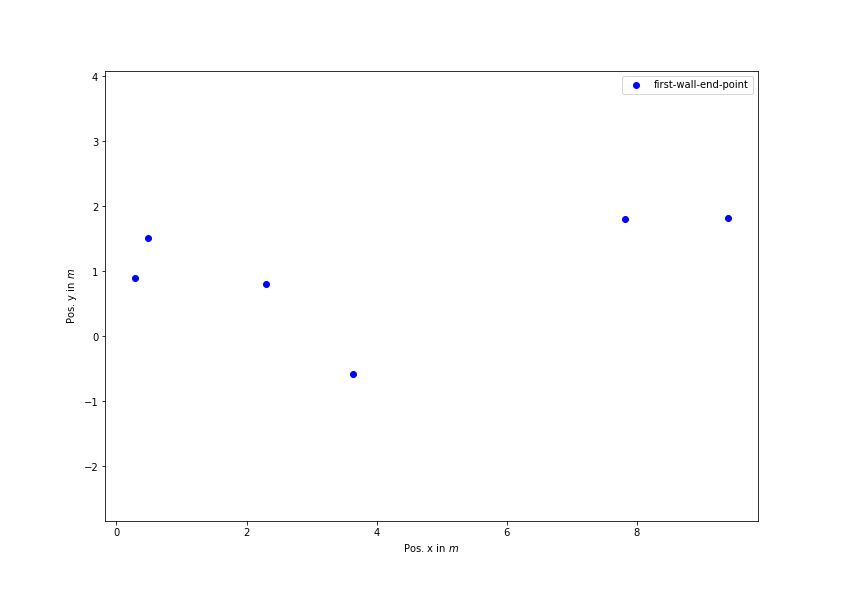 4
first-wall-end-point
3
2
1
0
−1
−2
Pos. y in m
0 2 4 6 8
Pos. x in m